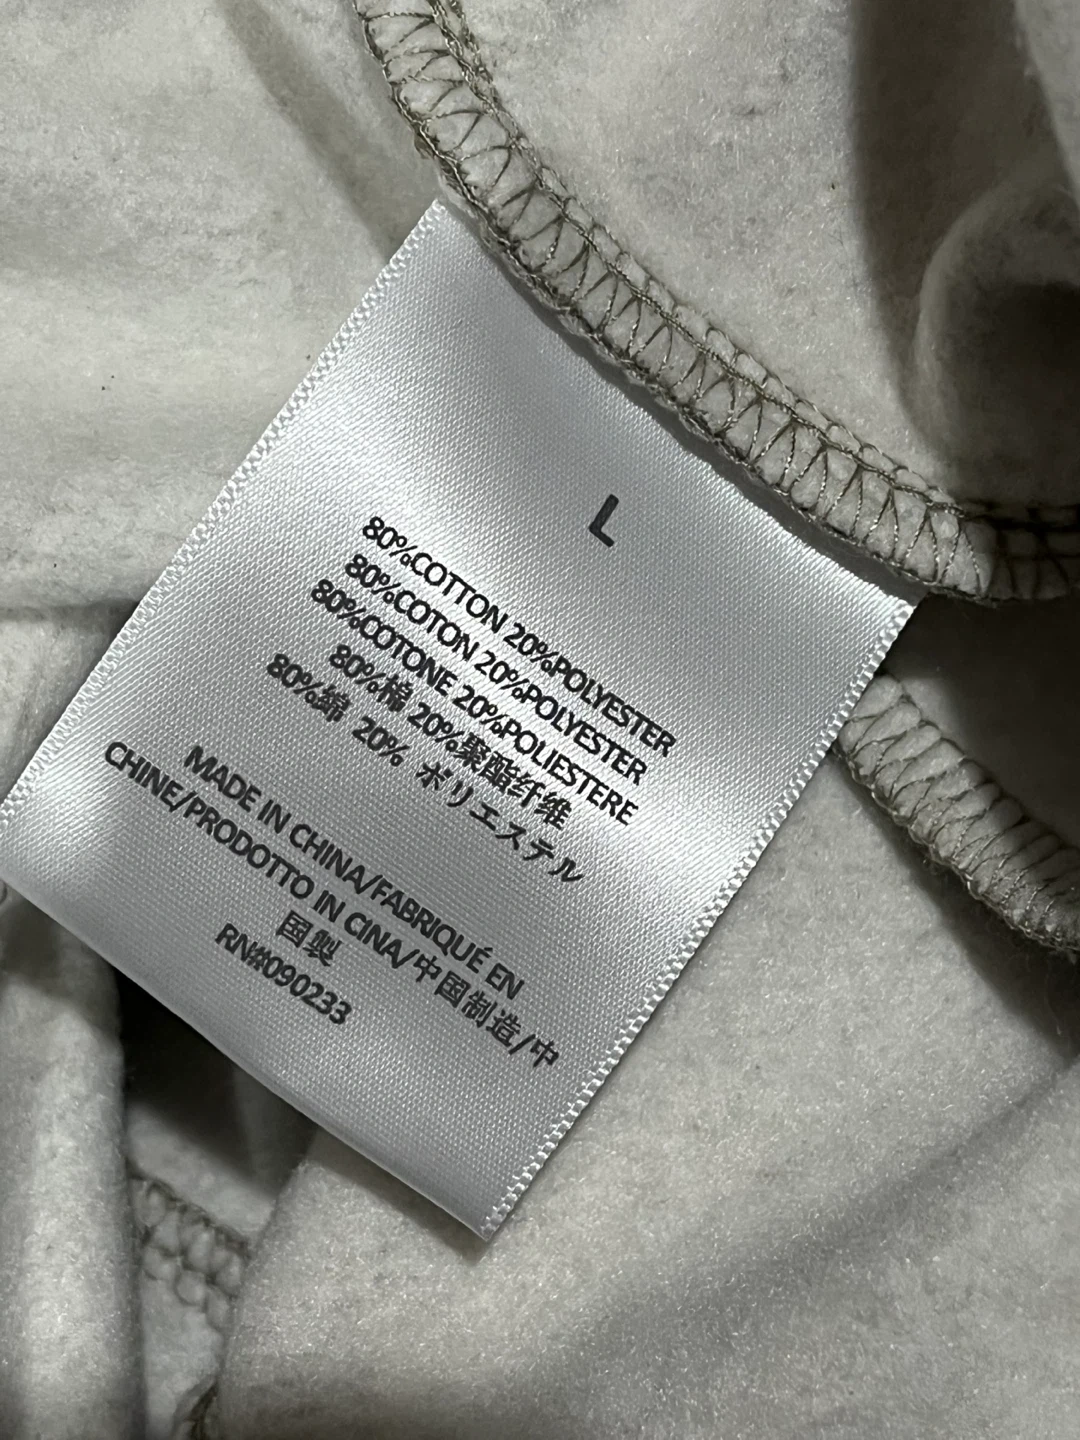 L
80%COTTON 20%POLYESTER
80%COTON 20%POLYESTER
80%COTONE 20%POLIESTERE
80%棉 20%聚酯纤维
80%綿 20% ポリエステル
MADE IN CHINA/FABRIQUÉ EN
CHINE/PRODOTTO IN CINA/中国制造/中
国製
RN#090233